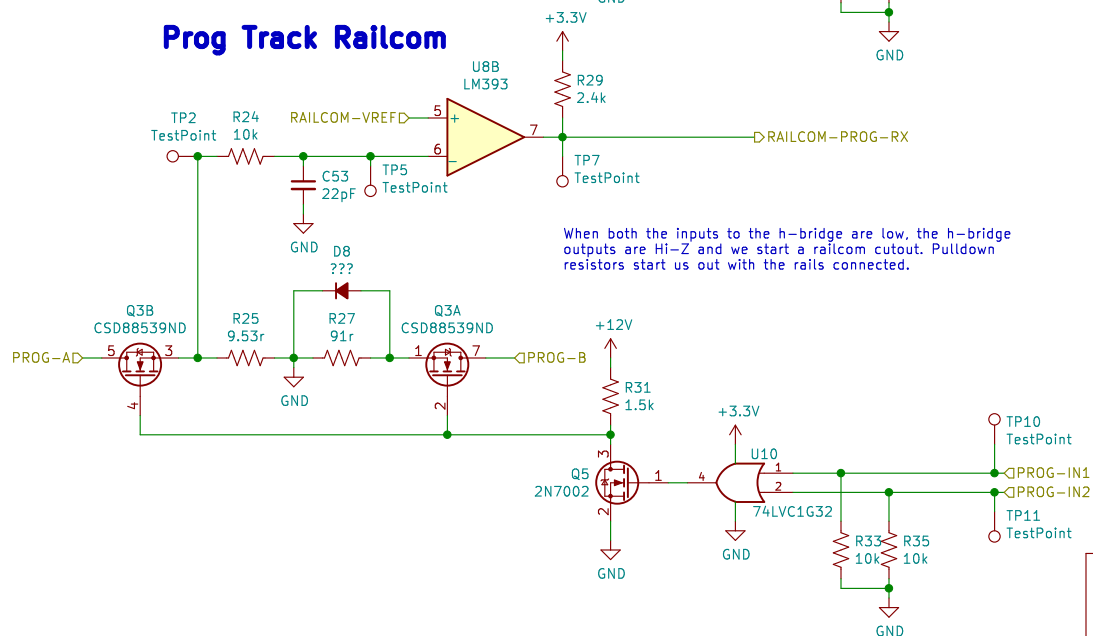 GND
+3.3V
GND
Prog Track Railcom
U8B
LM393
R29
2.4k
TP2
TestPoint
R24
10k
RAILCOM-VREF
5
+
7
RAILCOM-PROG-RX
6
-
TP5
TestPoint
TP7
TestPoint
C53
22pF
GND
When both the inputs to the h-bridge are low, the h-bridge
outputs are Hi-Z and we start a railcom cutout. Pulldown
resistors start us out with the rails connected.
D8
???
Q3B
CSD88539ND
R25
9.53r
R27
91r
Q3A
CSD88539ND
PROG-A
5
3
4
1
7
2
PROG-B
GND
+12V
R31
1.5k
+3.3V
U10
TP10
TestPoint
Q5
2N7002
3
1
2
4
1
2
PROG-IN1
PROG-IN2
74LVC1G32
TP11
TestPoint
GND
GND
R33
10k
R35
10k
GND